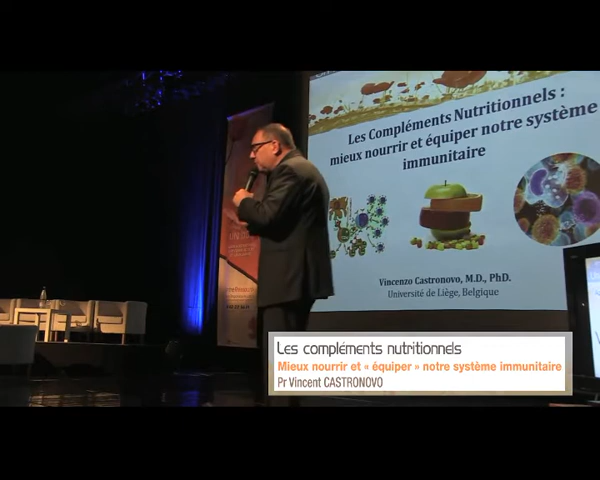 Les Compléments Nutritionnels :
mieux nourrir et équiper notre système
immunitaire
Vincenzo Castronovo, M.D., PhD.
Université de Liège, Belgique
Les compléments nutritionnels
Mieux nourrir et « équiper » notre système immunitaire
Pr Vincent CASTRONOVO